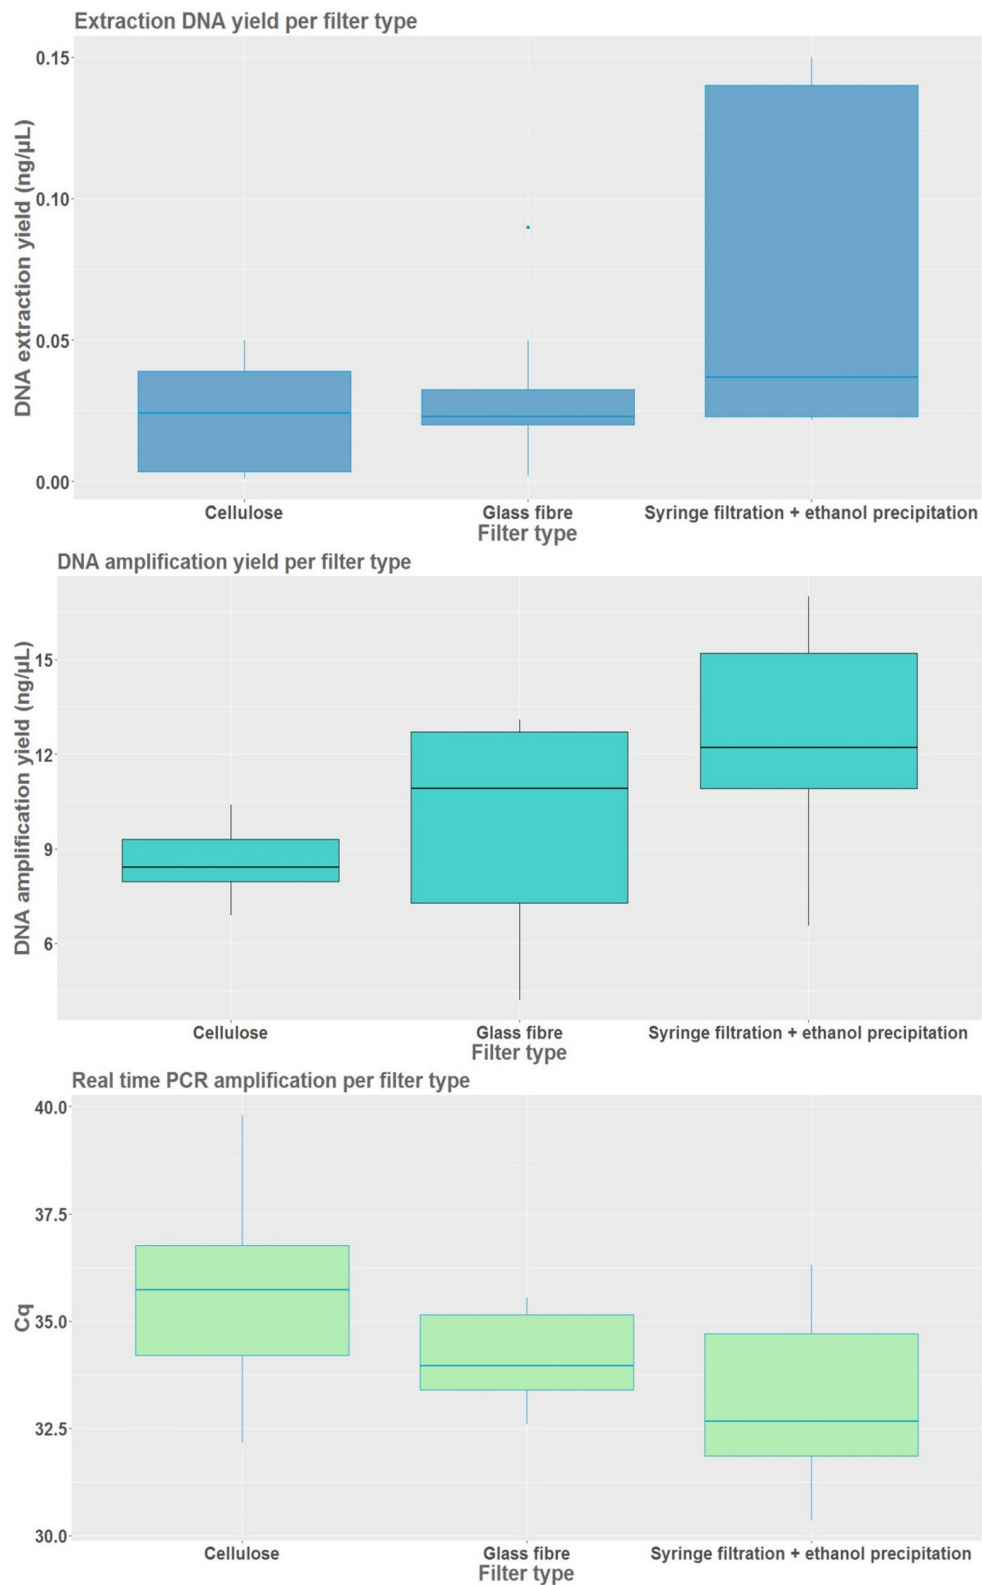 Extraction DNA yield per filter type
DNA extraction yield (ng/µL)
0.15
0.10
0.05
0.00
Cellulose
Glass fibre
Syringe filtration + ethanol precipitation
Filter type
DNA amplification yield per filter type
DNA amplification yield (ng/µL)
15
12
9
6
Cellulose
Glass fibre
Syringe filtration + ethanol precipitation
Filter type
Real time PCR amplification per filter type
Cq
40.0
37.5
35.0
32.5
30.0
Cellulose
Glass fibre
Syringe filtration + ethanol precipitation
Filter type